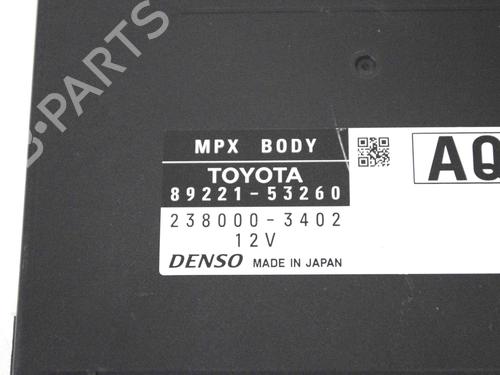 B-PARTS
MPX BODY
TOYOTA
89221-53260
238000-3402
12V
DENSO MADE IN JAPAN
AQ